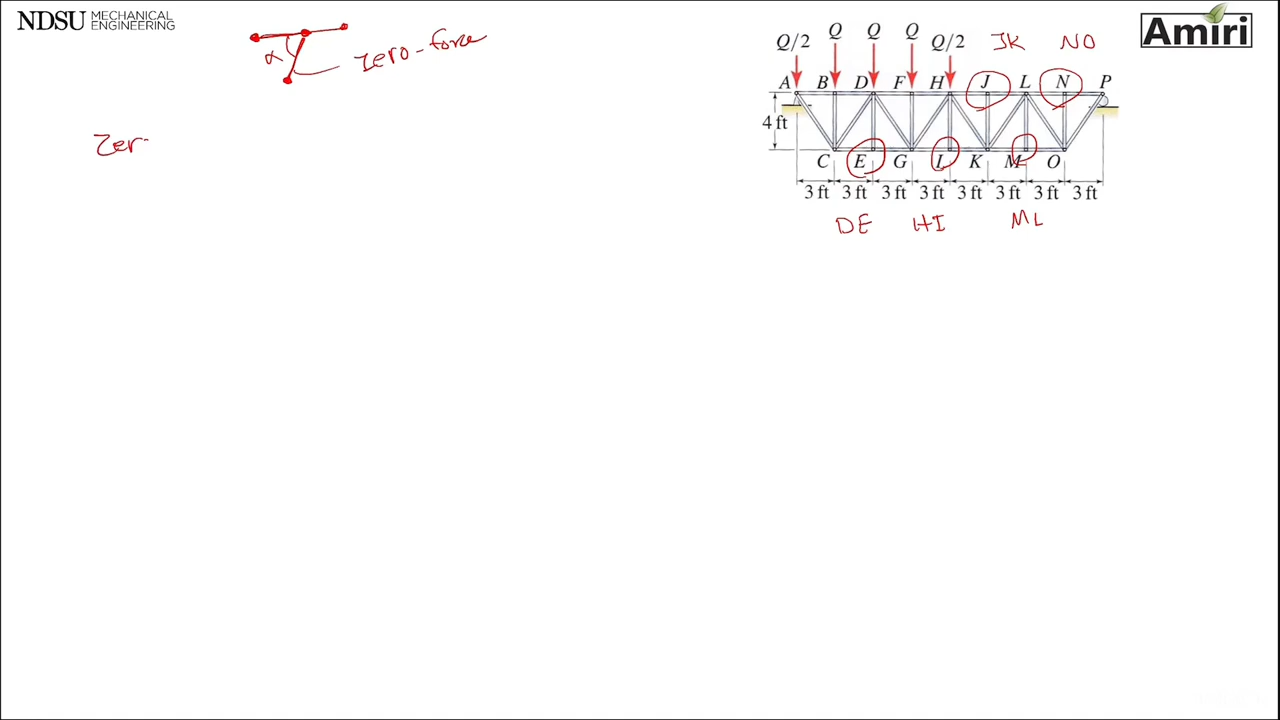 NDSU MECHANICAL ENGINEERING
α zero-force
Zer
Q/2 Q Q Q Q/2 JK NO
Amiri
A B D F H J L N P
4 ft
C E G I K M O
3 ft 3 ft 3 ft 3 ft 3 ft 3 ft 3 ft 3 ft
DE HI ML